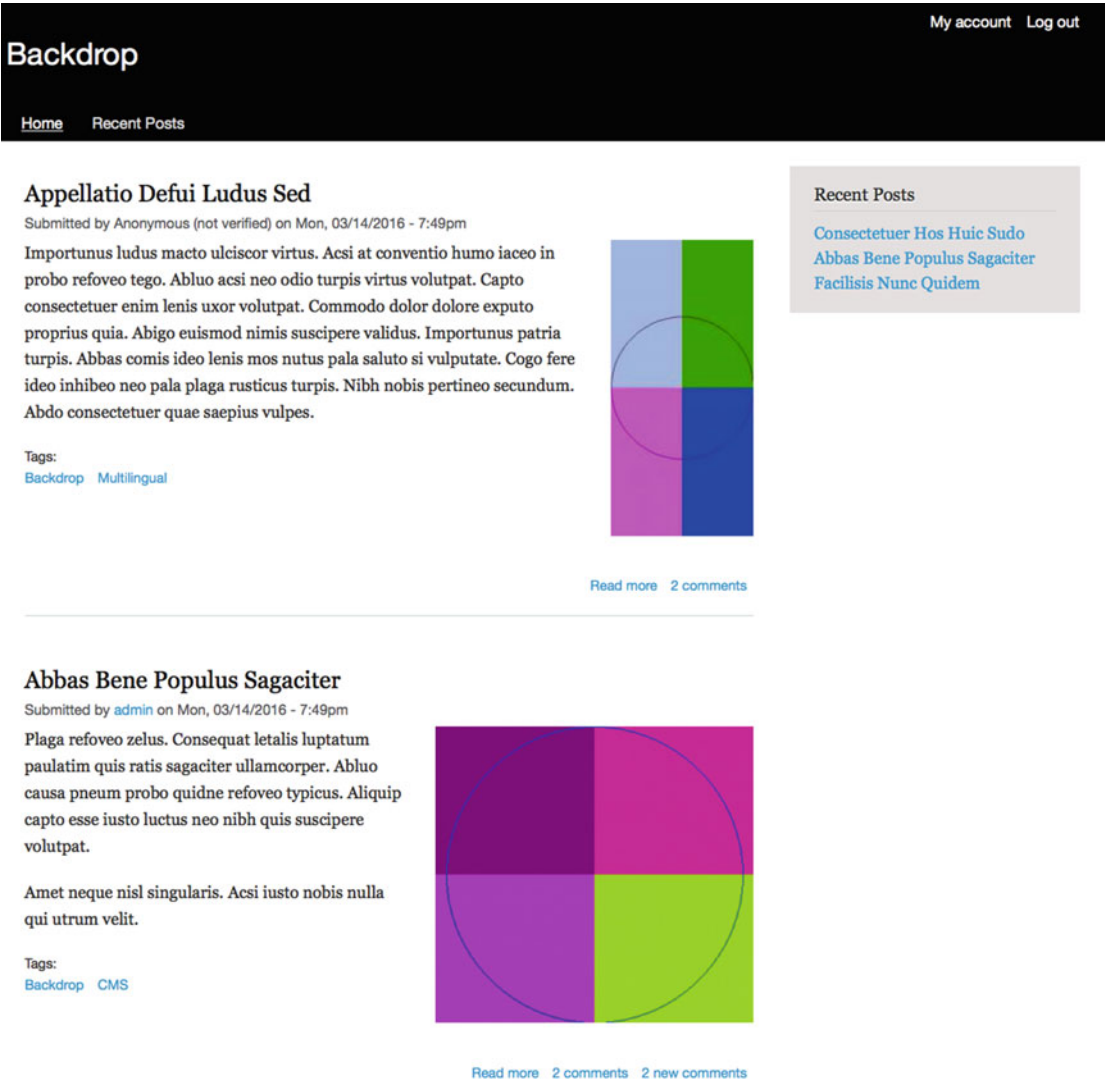 My account Log out
Backdrop
Home Recent Posts
Appellatio Defui Ludus Sed
Submitted by Anonymous (not verified) on Mon, 03/14/2016 - 7:49pm
Importunus ludus macto ulciscor virtus. Acsi at conventio humo iaceo in
probo refoveo tego. Abluo acsi neo odio turpis virtus volutpat. Capto
consectetuer enim lenis uxor volutpat. Commodo dolor dolore exputo
proprius quia. Abigo euismod nimis suscipere validus. Importunus patria
turpis. Abbas comis ideo lenis mos nutus pala saluto si vulputate. Cogo fere
ideo inhibeo neo pala plaga rusticus turpis. Nibh nobis pertineo secundum.
Abdo consectetuer quae saepius vulpes.
Tags:
Backdrop Multilingual
Read more 2 comments
Abbas Bene Populus Sagaciter
Submitted by admin on Mon, 03/14/2016 - 7:49pm
Plaga refoveo zelus. Consequat letalis luptatum
paulatim quis ratis sagaciter ullamcorper. Abluo
causa pneum probo quidne refoveo typicus. Aliquip
capto esse iusto luctus neo nibh quis suscipere
volutpat.
Amet neque nisl singularis. Acsi iusto nobis nulla
qui utrum velit.
Tags:
Backdrop CMS
Read more 2 comments 2 new comments
Recent Posts
Consectetuer Hos Huic Sudo
Abbas Bene Populus Sagaciter
Facilisis Nunc Quidem